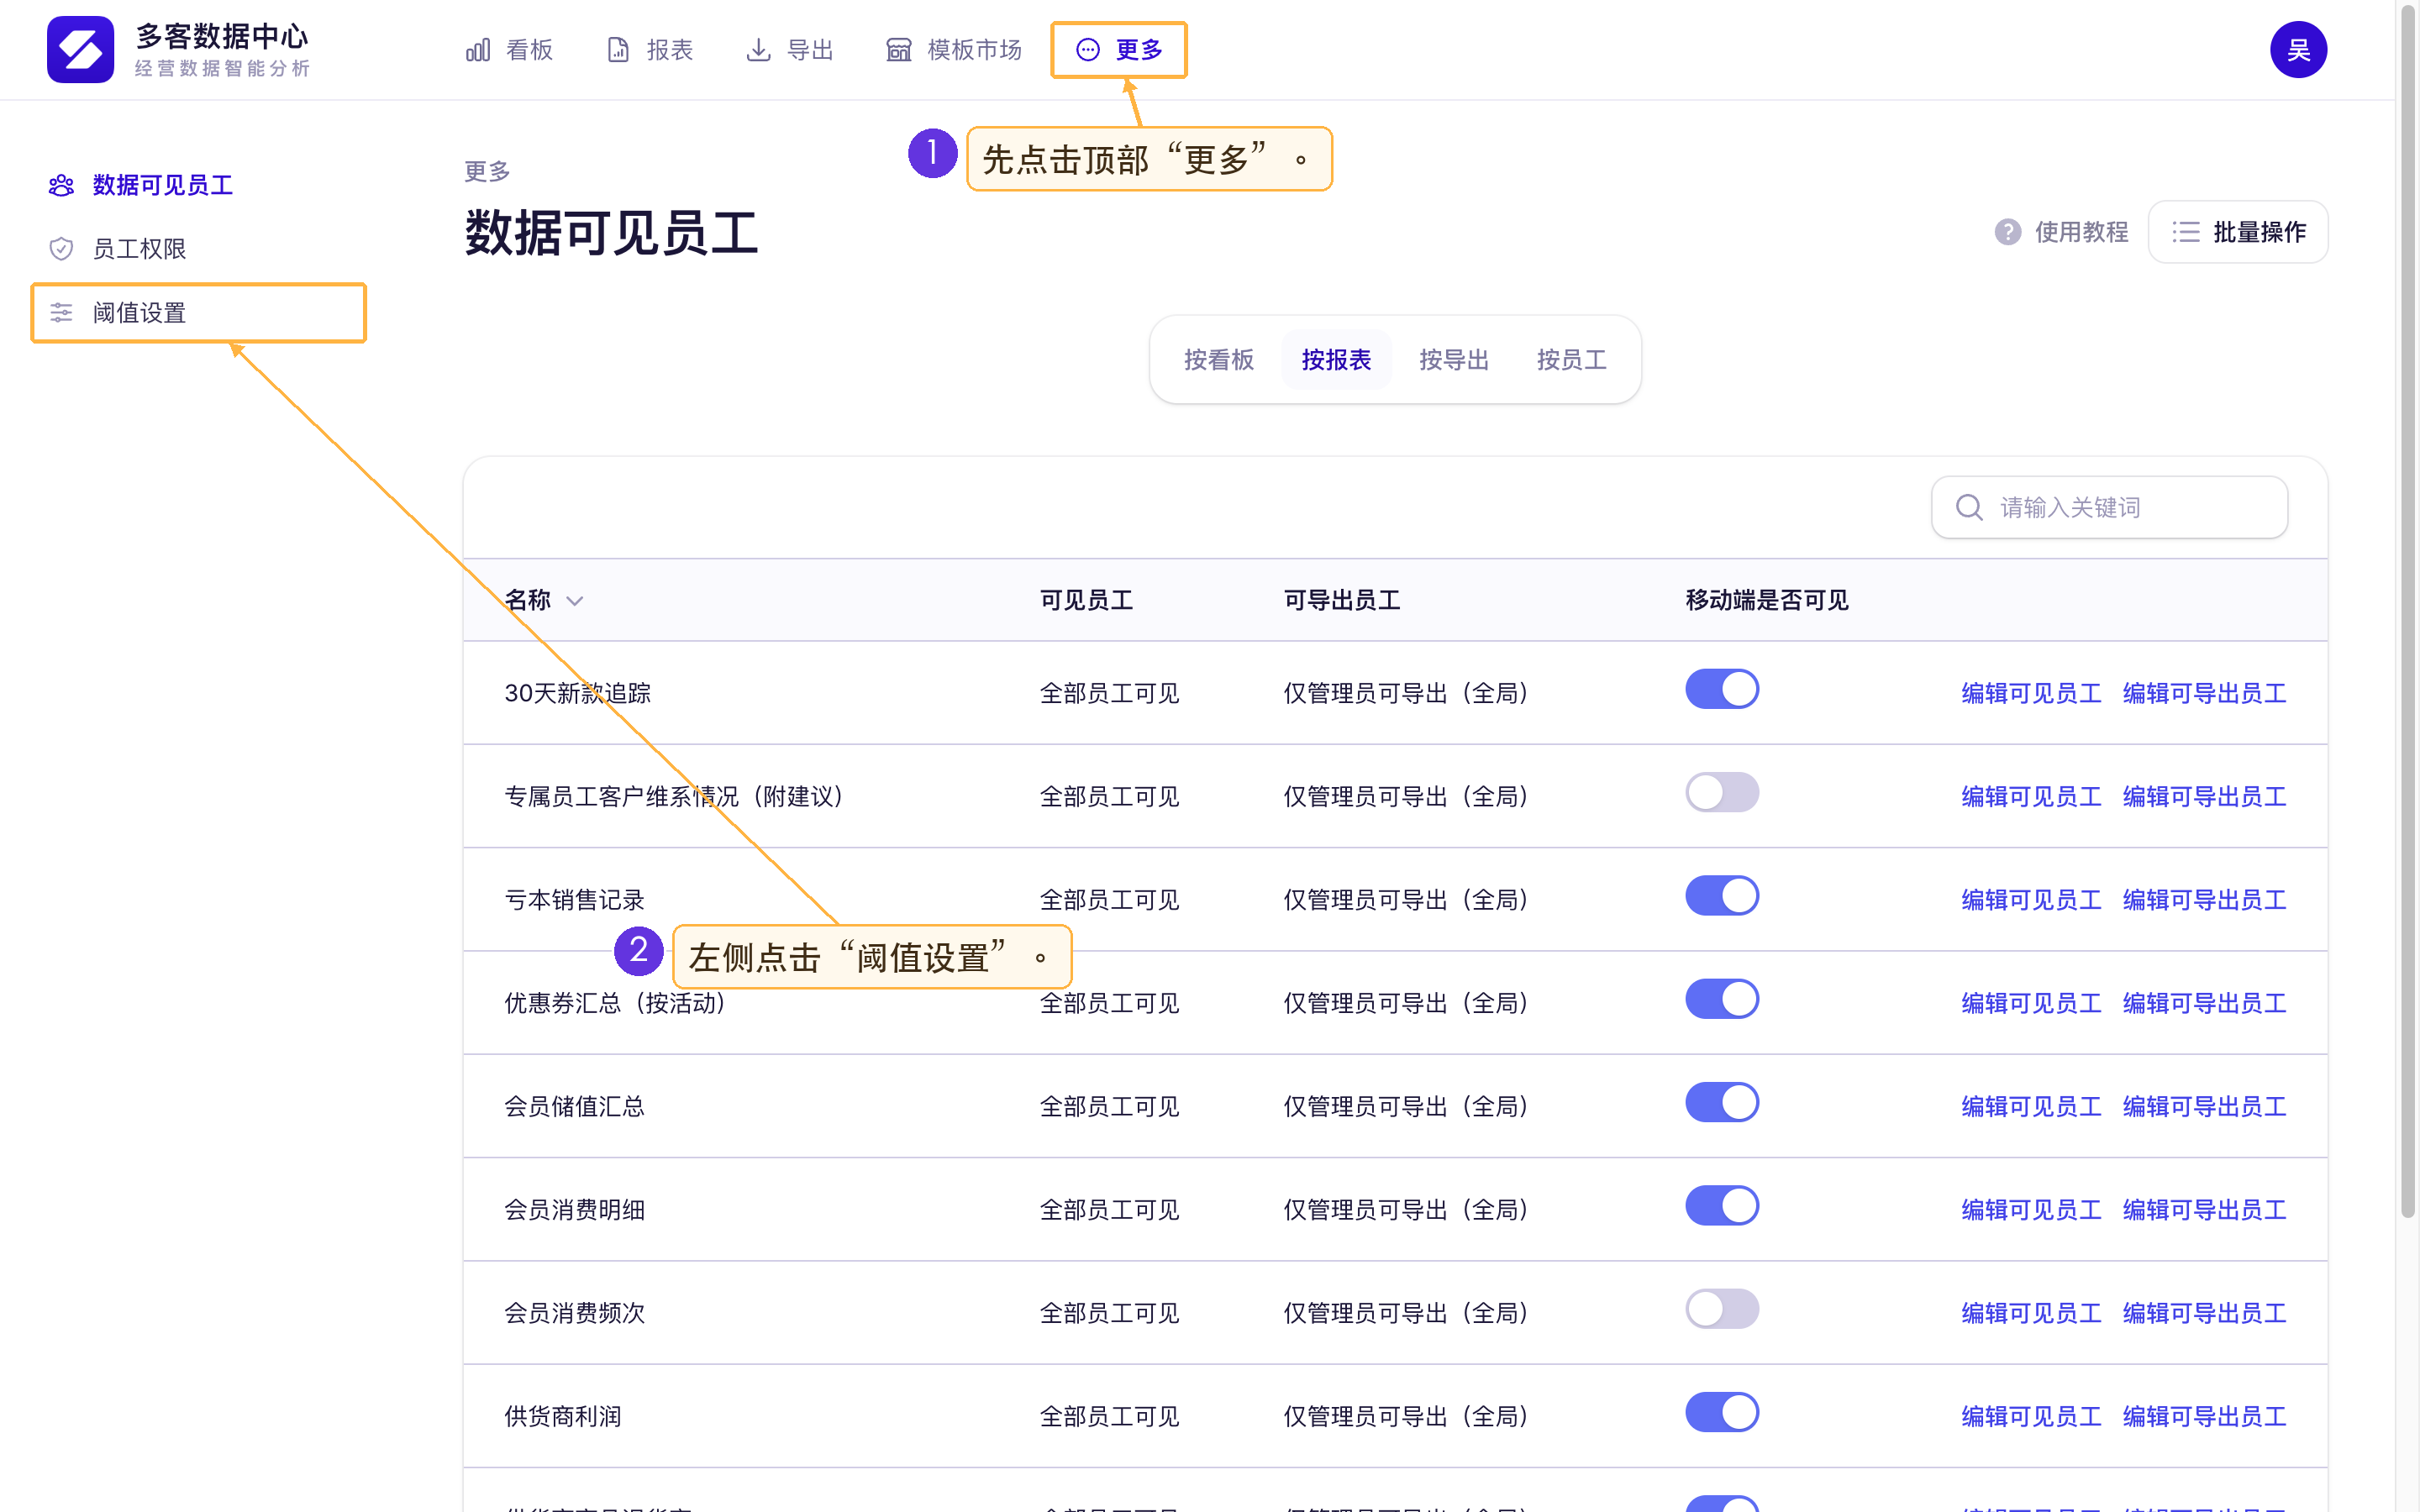 多客数据中心
经营数据智能分析
看板
报表
导出
模板市场
更多
吴
1
先点击顶部“更多”。
数据可见员工
员工权限
阈值设置
更多
数据可见员工
使用教程
批量操作
按看板
按报表
按导出
按员工
请输入关键词
名称 可见员工 可导出员工 移动端是否可见
30天新款追踪 全部员工可见 仅管理员可导出（全局） 编辑可见员工 编辑可导出员工
专属员工客户维系情况（附建议） 全部员工可见 仅管理员可导出（全局） 编辑可见员工 编辑可导出员工
亏本销售记录 全部员工可见 仅管理员可导出（全局） 编辑可见员工 编辑可导出员工
2
左侧点击“阈值设置”。
优惠券汇总（按活动） 全部员工可见 仅管理员可导出（全局） 编辑可见员工 编辑可导出员工
会员储值汇总 全部员工可见 仅管理员可导出（全局） 编辑可见员工 编辑可导出员工
会员消费明细 全部员工可见 仅管理员可导出（全局） 编辑可见员工 编辑可导出员工
会员消费频次 全部员工可见 仅管理员可导出（全局） 编辑可见员工 编辑可导出员工
供货商利润 全部员工可见 仅管理员可导出（全局） 编辑可见员工 编辑可导出员工